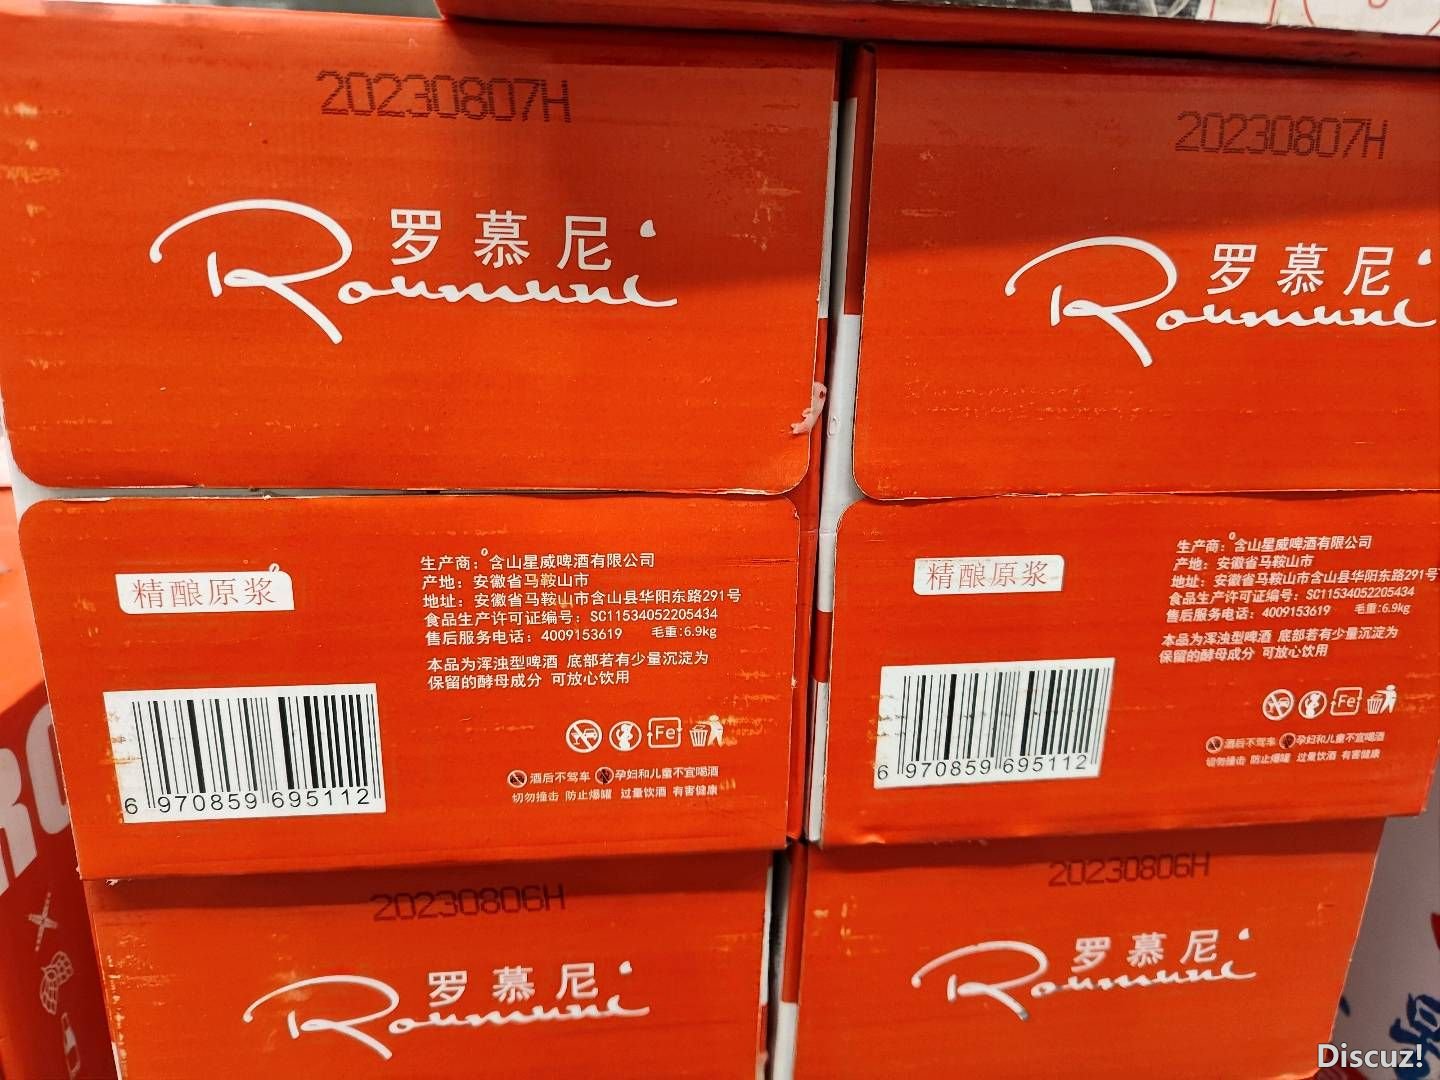 20230807H
罗慕尼
Roumuni
精酿原浆
生产商：含山星威啤酒有限公司
产地：安徽省马鞍山市
地址：安徽省马鞍山市含山县华阳东路291号
食品生产许可证编号：SC11534052205434
售后服务电话：4009153619 毛重:6.9kg
本品为浑浊型啤酒 底部若有少量沉淀为
保留的酵母成分 可放心饮用
Fe
酒后不驾车 孕妇和儿童不宜喝酒
切勿撞击 防止爆罐 过量饮酒 有害健康
6 970859 695112
20230807H
罗慕尼
Roumuni
精酿原浆
生产商：含山星威啤酒有限公司
产地：安徽省马鞍山市
地址：安徽省马鞍山市含山县华阳东路291号
食品生产许可证编号：SC11534052205434
售后服务电话：4009153619 毛重:6.9kg
本品为浑浊型啤酒 底部若有少量沉淀为
保留的酵母成分 可放心饮用
Fe
酒后不驾车 孕妇和儿童不宜喝酒
切勿撞击 防止爆罐 过量饮酒 有害健康
6 970859 695112
20230806H
罗慕尼
Roumuni
20230806H
罗慕尼
Roumuni
Discuz!